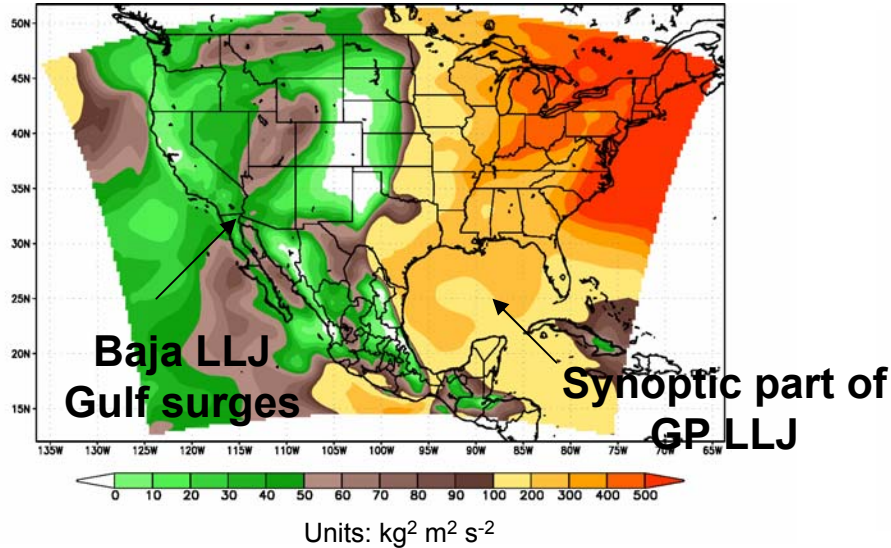 50N
45N
40N
35N
30N
25N
20N
15N
Baja LLJ
Gulf surges
Synoptic part of
GP LLJ
135W 130W 125W 120W 115W 110W 105W 100W 95W 90W 85W 80W 75W 70W 65W
0 10 20 30 40 50 60 70 80 90 100 200 300 400 500
Units: kg² m² s⁻²